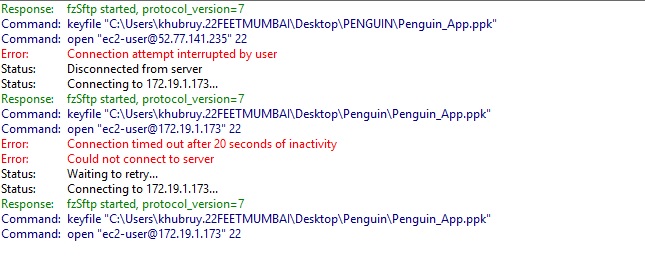 Response: fzSftp started, protocol_version=7
Command: keyfile "C:\Users\khubruy.22FEETMUMBAI\Desktop\PENGUIN\Penguin_App.ppk"
Command: open "ec2-user@52.77.141.235" 22
Error: Connection attempt interrupted by user
Status: Disconnected from server
Status: Connecting to 172.19.1.173...
Response: fzSftp started, protocol_version=7
Command: keyfile "C:\Users\khubruy.22FEETMUMBAI\Desktop\Penguin\Penguin_App.ppk"
Command: open "ec2-user@172.19.1.173" 22
Error: Connection timed out after 20 seconds of inactivity
Error: Could not connect to server
Status: Waiting to retry...
Status: Connecting to 172.19.1.173...
Response: fzSftp started, protocol_version=7
Command: keyfile "C:\Users\khubruy.22FEETMUMBAI\Desktop\Penguin\Penguin_App.ppk"
Command: open "ec2-user@172.19.1.173" 22